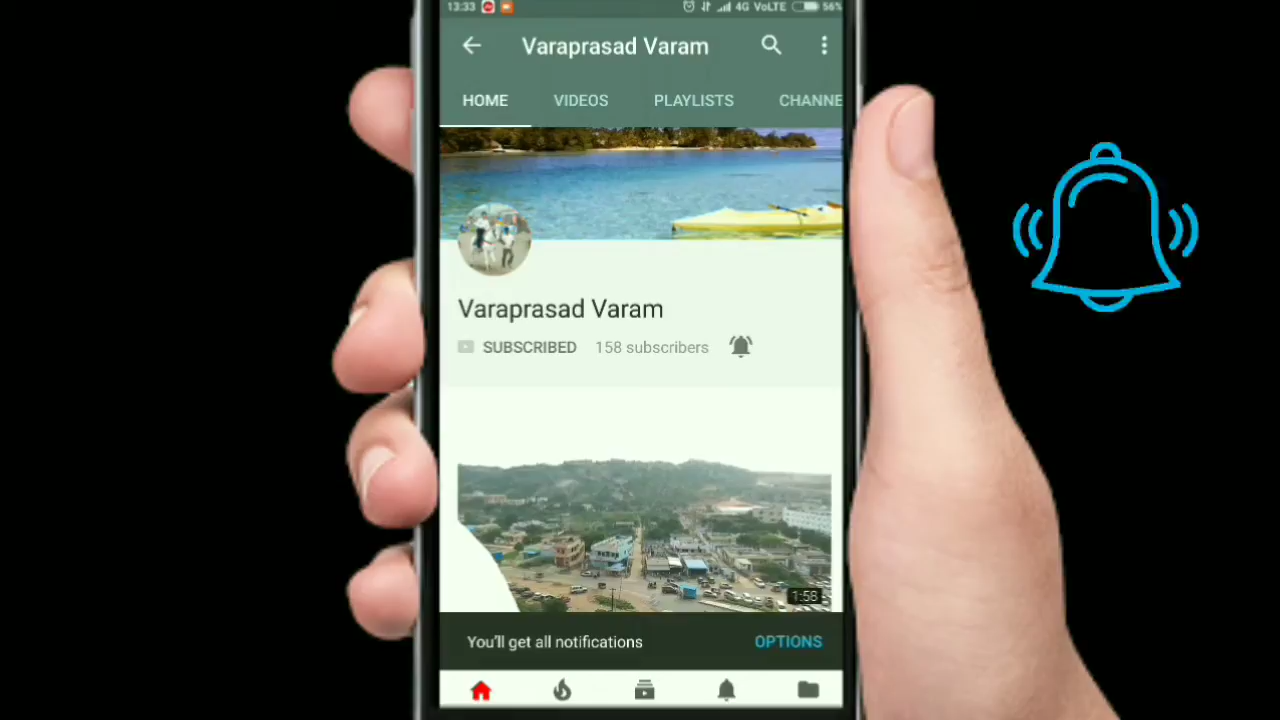 13:33 4G VoLTE 56%
Varaprasad Varam
HOME VIDEOS PLAYLISTS CHANNE
Varaprasad Varam
SUBSCRIBED 158 subscribers
1:58
You'll get all notifications OPTIONS